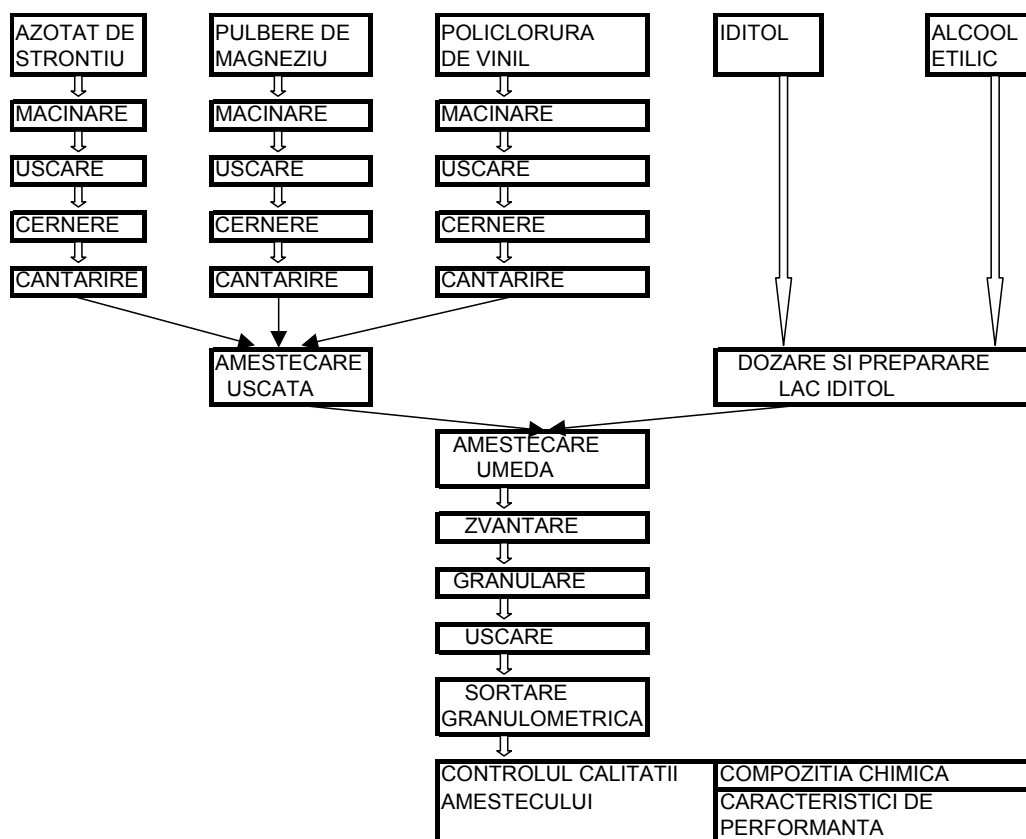 AZOTAT DE
STRONTIU
PULBERE DE
MAGNEZIU
POLICLORURA
DE VINIL
IDITOL
ALCOOL
ETILIC
MACINARE
MACINARE
MACINARE
USCARE
USCARE
USCARE
CERNERE
CERNERE
CERNERE
CANTARIRE
CANTARIRE
CANTARIRE
AMESTECARE
USCATA
DOZARE SI PREPARARE
LAC IDITOL
AMESTECARE
UMEDA
ZVANTARE
GRANULARE
USCARE
SORTARE
GRANULOMETRICA
CONTROLUL CALITATII
AMESTECULUI
COMPOZITIA CHIMICA
CARACTERISTICI DE
PERFORMANTA